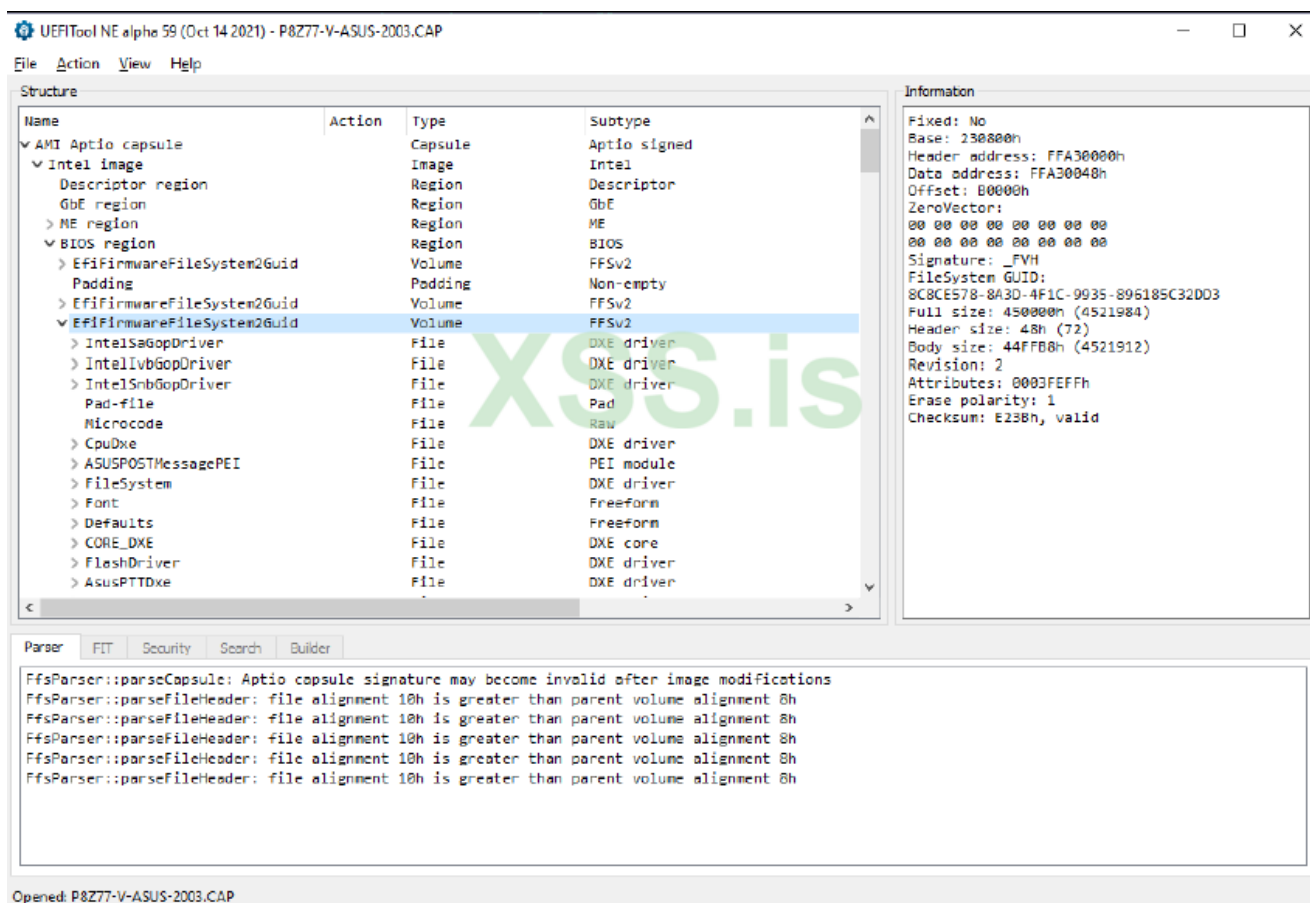 UEFITool NE alpha 59 (Oct 14 2021) - P8Z77-V-ASUS-2003.CAP
File Action View Help
Structure
Name Action Type Subtype
AMI Aptio capsule Capsule Aptio signed
Intel image Image Intel
Descriptor region Region Descriptor
GbE region Region GbE
ME region Region ME
BIOS region Region BIOS
EfiFirmwareFileSystem2Guid Volume FFSv2
Padding Padding Non-empty
EfiFirmwareFileSystem2Guid Volume FFSv2
EfiFirmwareFileSystem2Guid Volume FFSv2
IntelSaGopDriver File DXE driver
IntelIvbGopDriver File DXE driver
IntelSnbGopDriver File DXE driver
Pad-file File Pad
Microcode File Raw
CpuDxe File DXE driver
ASUSPOSTMessagePEI File PEI module
FileSystem File DXE driver
Font File Freeform
Defaults File Freeform
CORE_DXE File DXE core
FlashDriver File DXE driver
AsusPTTDxe File DXE driver
XSS.is
Information
Fixed: No
Base: 230800h
Header address: FFA30000h
Data address: FFA30048h
Offset: B0000h
ZeroVector:
00 00 00 00 00 00 00 00
00 00 00 00 00 00 00 00
Signature: _FVH
FileSystem GUID:
8C8CE578-8A3D-4F1C-9935-896185C32DD3
Full size: 450000h (4521984)
Header size: 48h (72)
Body size: 44FFB8h (4521912)
Revision: 2
Attributes: 0003FEFFh
Erase polarity: 1
Checksum: E23Bh, valid
Parser FIT Security Search Builder
FfsParser::parseCapsule: Aptio capsule signature may become invalid after image modifications
FfsParser::parseFileHeader: file alignment 10h is greater than parent volume alignment 8h
FfsParser::parseFileHeader: file alignment 10h is greater than parent volume alignment 8h
FfsParser::parseFileHeader: file alignment 10h is greater than parent volume alignment 8h
FfsParser::parseFileHeader: file alignment 10h is greater than parent volume alignment 8h
FfsParser::parseFileHeader: file alignment 10h is greater than parent volume alignment 8h
Opened: P8Z77-V-ASUS-2003.CAP